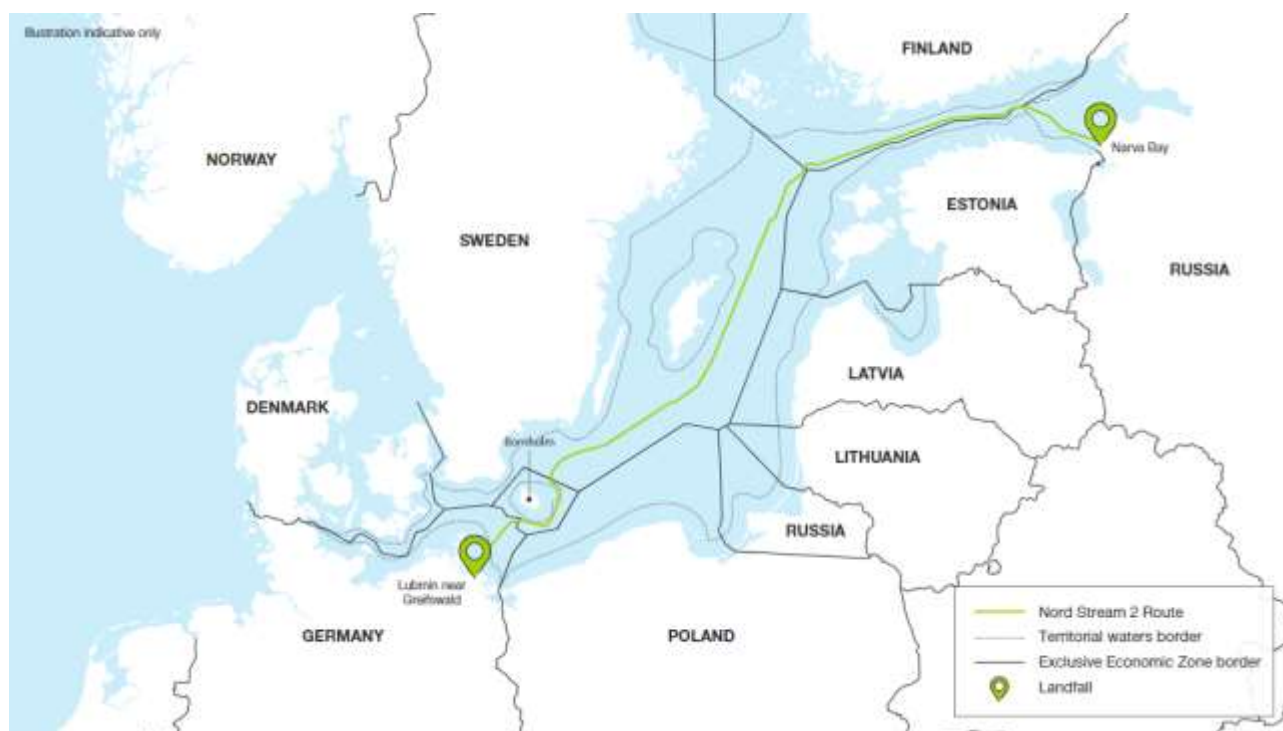 Illustration indicative only
FINLAND
NORWAY
Narva Bay
ESTONIA
SWEDEN
RUSSIA
LATVIA
DENMARK
Bornholm
LITHUANIA
RUSSIA
Lubmin near
Greifswald
GERMANY
POLAND
Nord Stream 2 Route
Territorial waters border
Exclusive Economic Zone border
Landfall